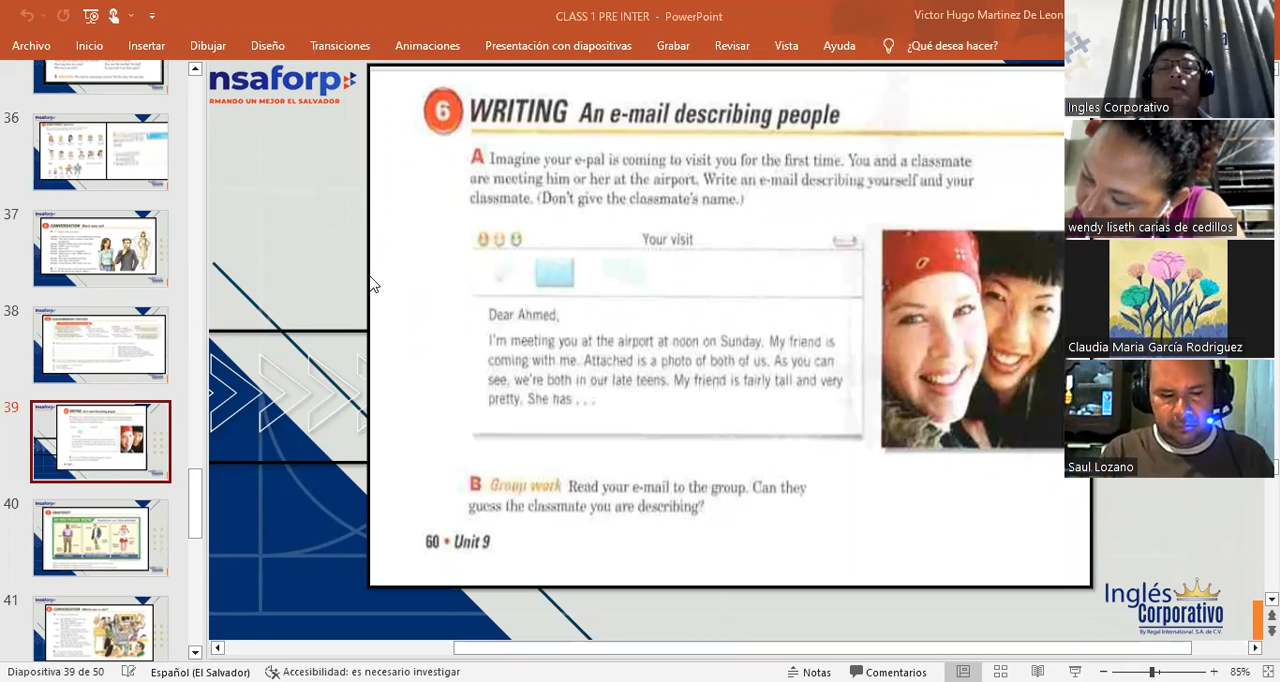 CLASS 1 PRE INTER - PowerPoint
Victor Hugo Martinez De Leon
Archivo Inicio Insertar Dibujar Diseño Transiciones Animaciones Presentación con diapositivas Grabar Revisar Vista Ayuda ¿Qué desea hacer?
nsaforp
RMANDO UN MEJOR EL SALVADOR
6 WRITING An e-mail describing people
A Imagine your e-pal is coming to visit you for the first time. You and a classmate
are meeting him or her at the airport. Write an e-mail describing yourself and your
classmate. (Don't give the classmate's name.)
Your visit
Dear Ahmed,
I'm meeting you at the airport at noon on Sunday. My friend is
coming with me. Attached is a photo of both of us. As you can
see, we're both in our late teens. My friend is fairly tall and very
pretty. She has . . .
B Group work Read your e-mail to the group. Can they
guess the classmate you are describing?
60 • Unit 9
Inglés
Corporativo
By Regal International, S.A. de C.V.
Ingles Corporativo
wendy liseth carias de cedillos
Claudia Maria García Rodriguez
Saul Lozano
36
37
38
39
40
41
Diapositiva 39 de 50 Español (El Salvador) Accesibilidad: es necesario investigar Notas Comentarios 85%